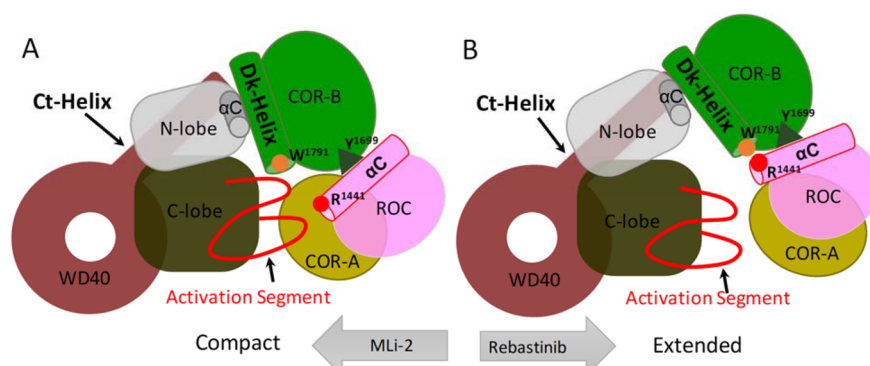 A
Ct-Helix
N-lobe
αC
Dk-Helix
COR-B
W1791
Y1699
αC
R1441
ROC
C-lobe
COR-A
WD40
Activation Segment
Compact
MLi-2
B
Ct-Helix
N-lobe
αC
Dk-Helix
COR-B
W1791
Y1699
αC
R1441
ROC
C-lobe
COR-A
WD40
Activation Segment
Rebastinib
Extended